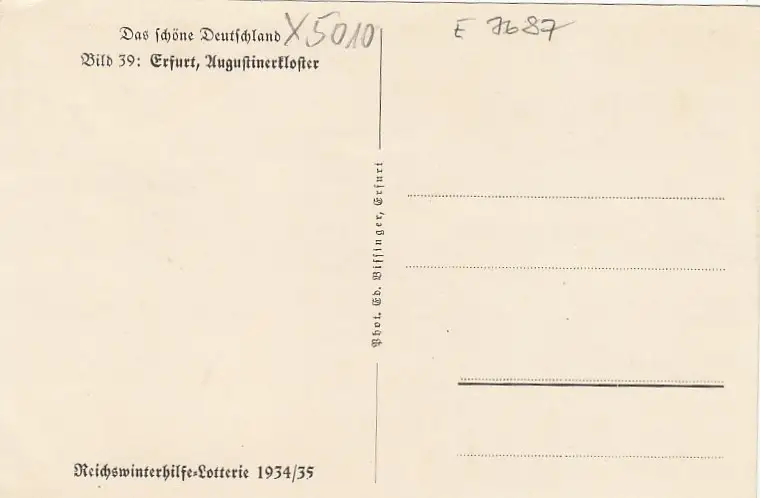 Das schöne Deutschland X5010
Bild 39: Erfurt, Augustinerkloster
E 7687
Phot. Ed. Bissinger, Erfurt
Reichswinterhilfe=Lotterie 1934/35